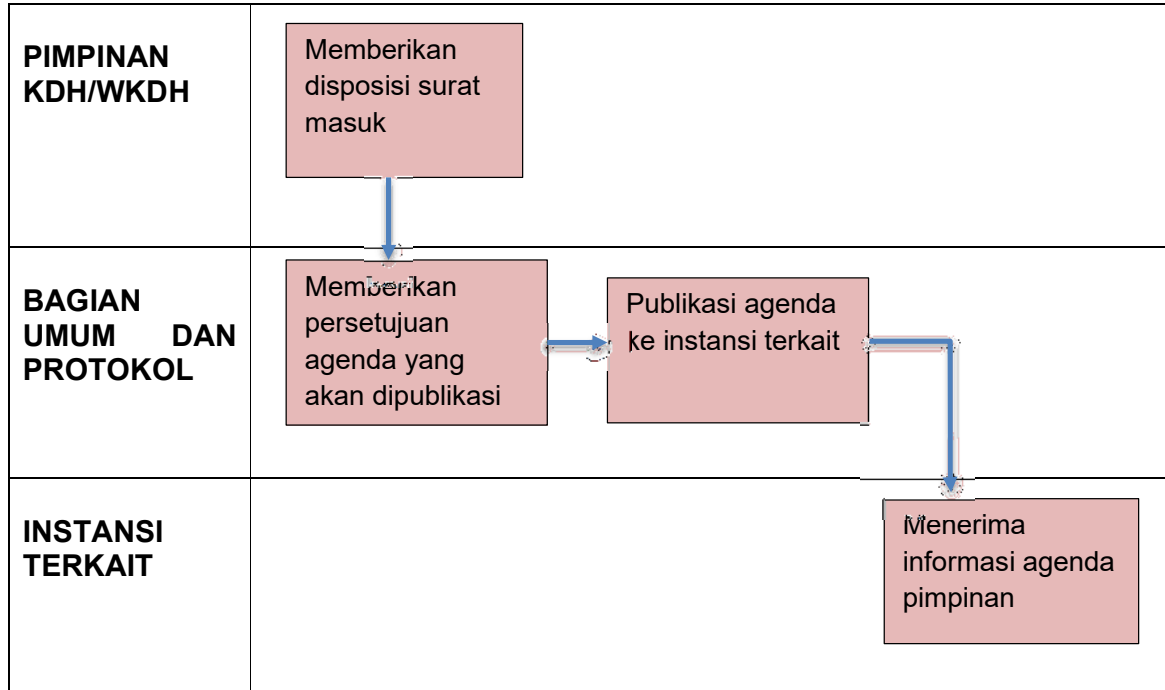 PIMPINAN
KDH/WKDH
Memberikan
disposisi surat
masuk
BAGIAN
UMUM DAN
PROTOKOL
Memberikan
persetujuan
agenda yang
akan dipublikasi
Publikasi agenda
ke instansi terkait
INSTANSI
TERKAIT
Menerima
informasi agenda
pimpinan